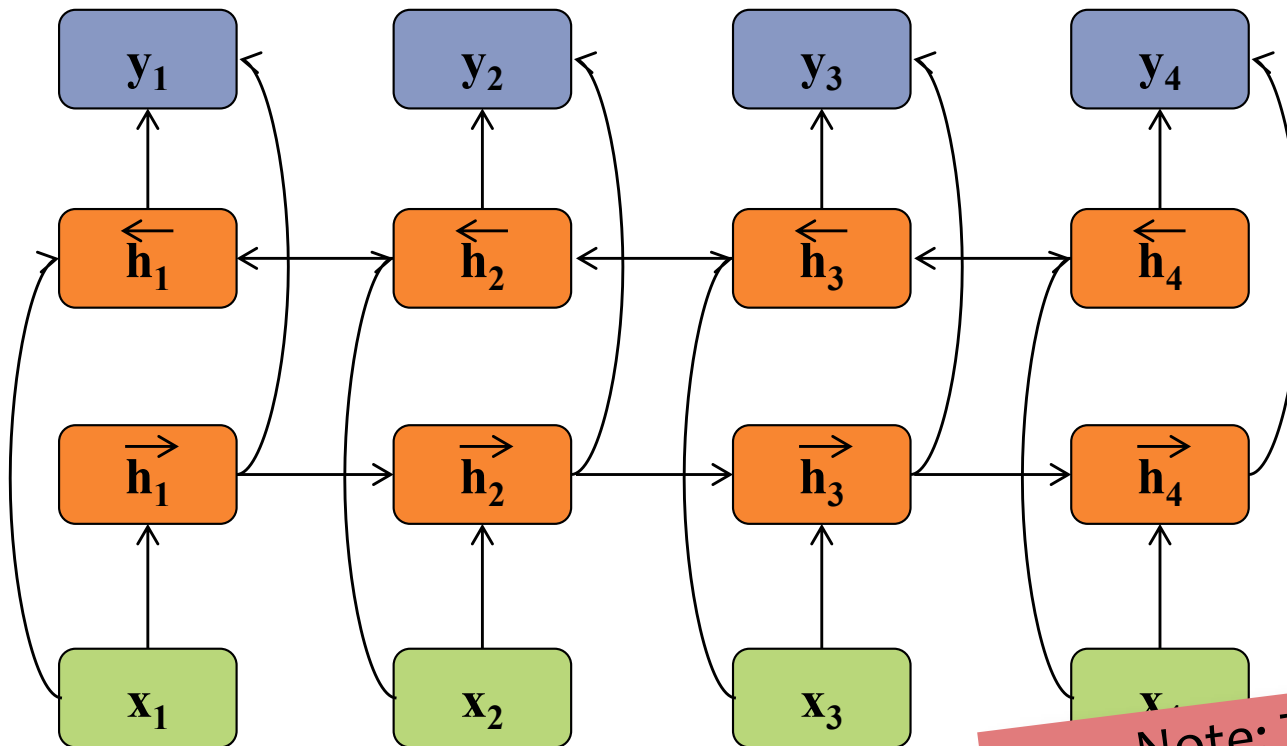 y₁ y₂ y₃ y₄
←h₁ ←h₂ ←h₃ ←h₄
→h₁ →h₂ →h₃ →h₄
x₁ x₂ x₃ x
Note: